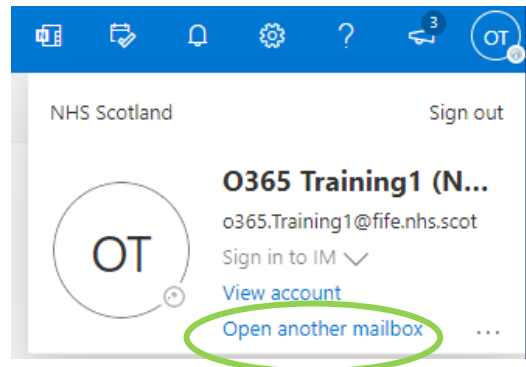 3
OT
NHS Scotland
Sign out
O365 Training1 (N...
o365.Training1@fife.nhs.scot
OT
Sign in to IM
View account
Open another mailbox
...